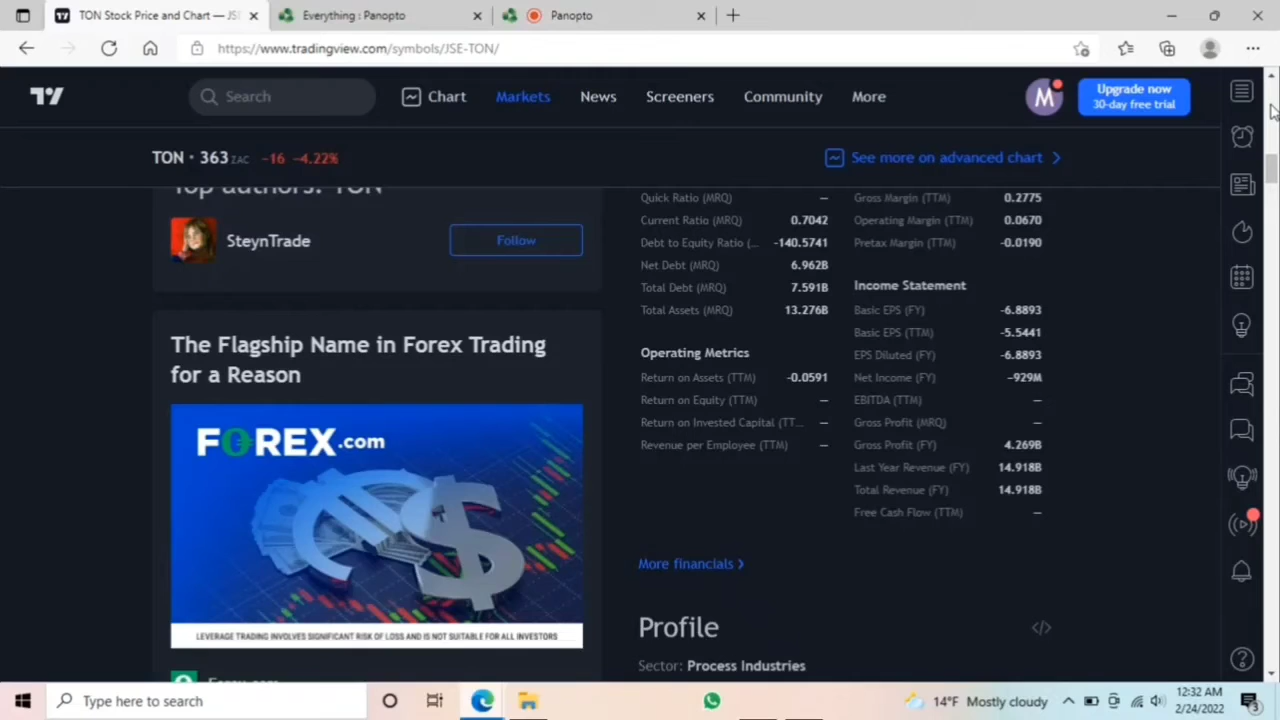 TON Stock Price and Chart — JS
Everything : Panopto
Panopto
https://www.tradingview.com/symbols/JSE-TON/
Search
Chart
Markets
News
Screeners
Community
More
M
Upgrade now
30-day free trial
TON · 363 ZAC −16 −4.22%
See more on advanced chart
Top authors: TON
SteynTrade
Follow
The Flagship Name in Forex Trading
for a Reason
FOREX.com
LEVERAGE TRADING INVOLVES SIGNIFICANT RISK OF LOSS AND IS NOT SUITABLE FOR ALL INVESTORS
Forex.com
Quick Ratio (MRQ) —
Current Ratio (MRQ) 0.7042
Debt to Equity Ratio (... -140.5741
Net Debt (MRQ) 6.962B
Total Debt (MRQ) 7.591B
Total Assets (MRQ) 13.276B
Operating Metrics
Return on Assets (TTM) -0.0591
Return on Equity (TTM) —
Return on Invested Capital (TT... —
Revenue per Employee (TTM) —
Gross Margin (TTM) 0.2775
Operating Margin (TTM) 0.0670
Pretax Margin (TTM) -0.0190
Income Statement
Basic EPS (FY) -6.8893
Basic EPS (TTM) -5.5441
EPS Diluted (FY) -6.8893
Net Income (FY) −929M
EBITDA (TTM) —
Gross Profit (MRQ) —
Gross Profit (FY) 4.269B
Last Year Revenue (FY) 14.918B
Total Revenue (FY) 14.918B
Free Cash Flow (TTM) —
More financials
Profile
Sector: Process Industries
Type here to search
14°F Mostly cloudy
12:32 AM
2/24/2022
3